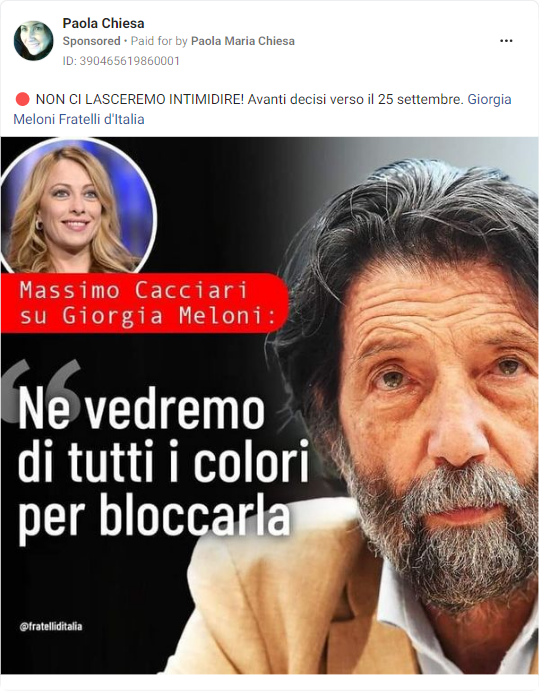 Paola Chiesa
Sponsored • Paid for by Paola Maria Chiesa
ID: 390465619860001
🔴 NON CI LASCEREMO INTIMIDIRE! Avanti decisi verso il 25 settembre. Giorgia
Meloni Fratelli d'Italia
Massimo Cacciari
su Giorgia Meloni:
“
Ne vedremo
di tutti i colori
per bloccarla
@fratelliditalia